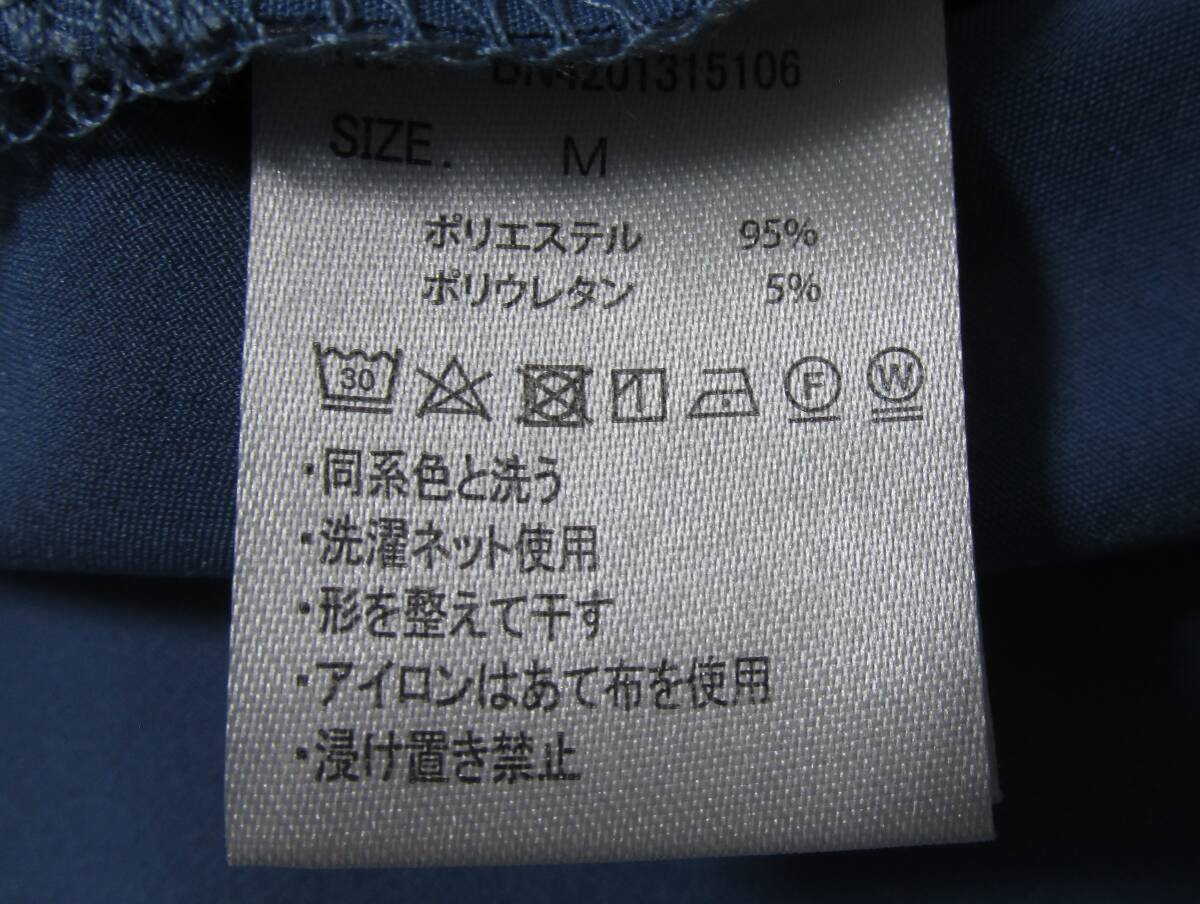 BN4201315106
SIZE. M
ポリエステル 95%
ポリウレタン 5%
30 F W
・同系色と洗う
・洗濯ネット使用
・形を整えて干す
・アイロンはあて布を使用
・浸け置き禁止